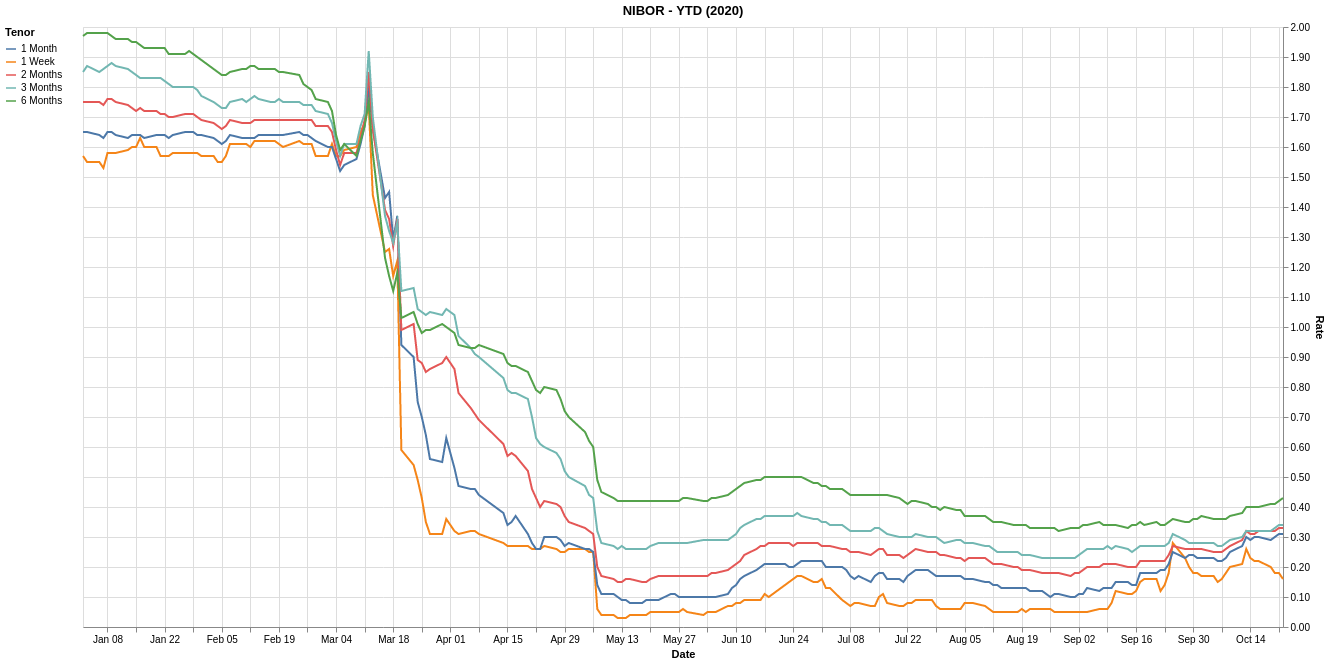 NIBOR - YTD (2020)
Tenor
1 Month
1 Week
2 Months
3 Months
6 Months
2.00
1.90
1.80
1.70
1.60
1.50
1.40
1.30
1.20
1.10
1.00
0.90
0.80
0.70
0.60
0.50
0.40
0.30
0.20
0.10
0.00
Rate
Jan 08 Jan 22 Feb 05 Feb 19 Mar 04 Mar 18 Apr 01 Apr 15 Apr 29 May 13 May 27 Jun 10 Jun 24 Jul 08 Jul 22 Aug 05 Aug 19 Sep 02 Sep 16 Sep 30 Oct 14
Date